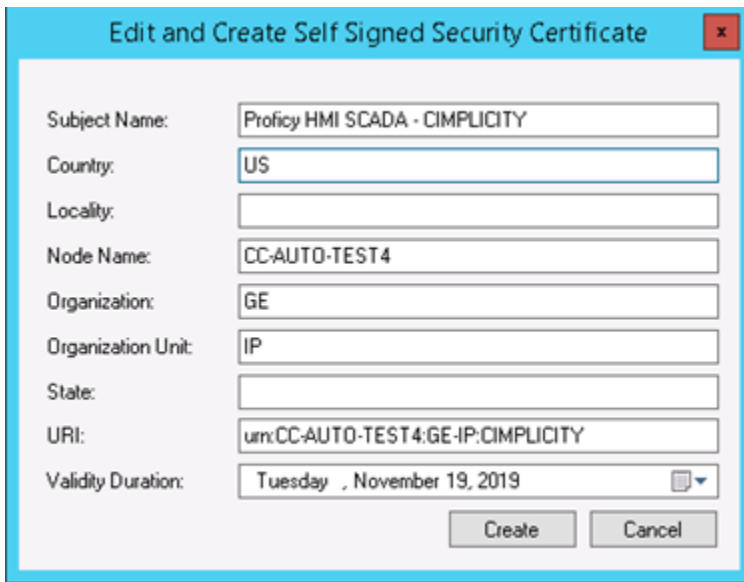 Edit and Create Self Signed Security Certificate
x
Subject Name: Proficy HMI SCADA - CIMPLICITY
Country: US
Locality:
Node Name: CC-AUTO-TEST4
Organization: GE
Organization Unit: IP
State:
URI: urn:CC-AUTO-TEST4:GE-IP:CIMPLICITY
Validity Duration: Tuesday , November 19, 2019
Create Cancel